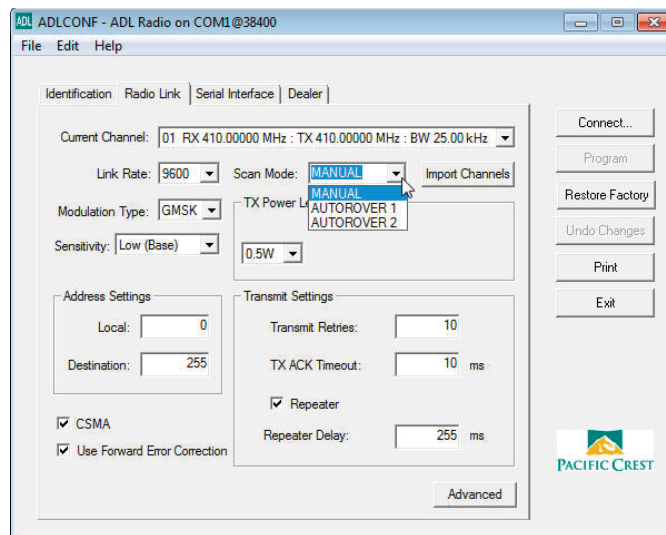 ADL ADLCONF - ADL Radio on COM1@38400
File Edit Help
Identification Radio Link Serial Interface Dealer
Current Channel: 01 RX 410.00000 MHz : TX 410.00000 MHz : BW 25.00 kHz
Link Rate: 9600 Scan Mode: MANUAL Import Channels
MANUAL
AUTOROVER 1
AUTOROVER 2
Modulation Type: GMSK TX Power Le
Sensitivity: Low (Base) 0.5W
Address Settings
Local: 0
Destination: 255
CSMA
Use Forward Error Correction
Transmit Settings
Transmit Retries: 10
TX ACK Timeout: 10 ms
Repeater
Repeater Delay: 255 ms
Advanced
Connect...
Program
Restore Factory
Undo Changes
Print
Exit
PACIFIC CREST